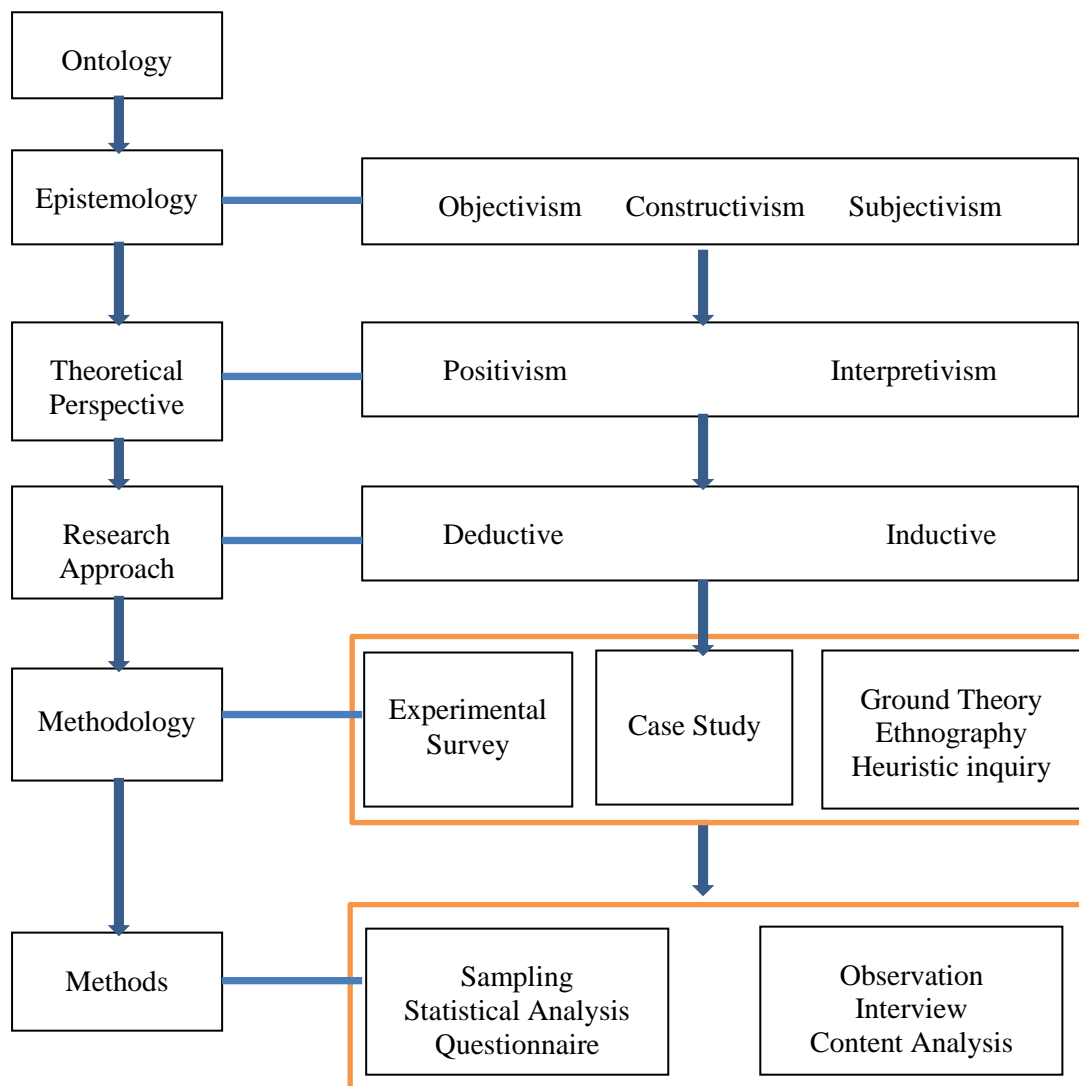 Ontology
Epistemology
Objectivism Constructivism Subjectivism
Theoretical
Perspective
Positivism Interpretivism
Research
Approach
Deductive Inductive
Methodology
Experimental
Survey
Case Study
Ground Theory
Ethnography
Heuristic inquiry
Methods
Sampling
Statistical Analysis
Questionnaire
Observation
Interview
Content Analysis